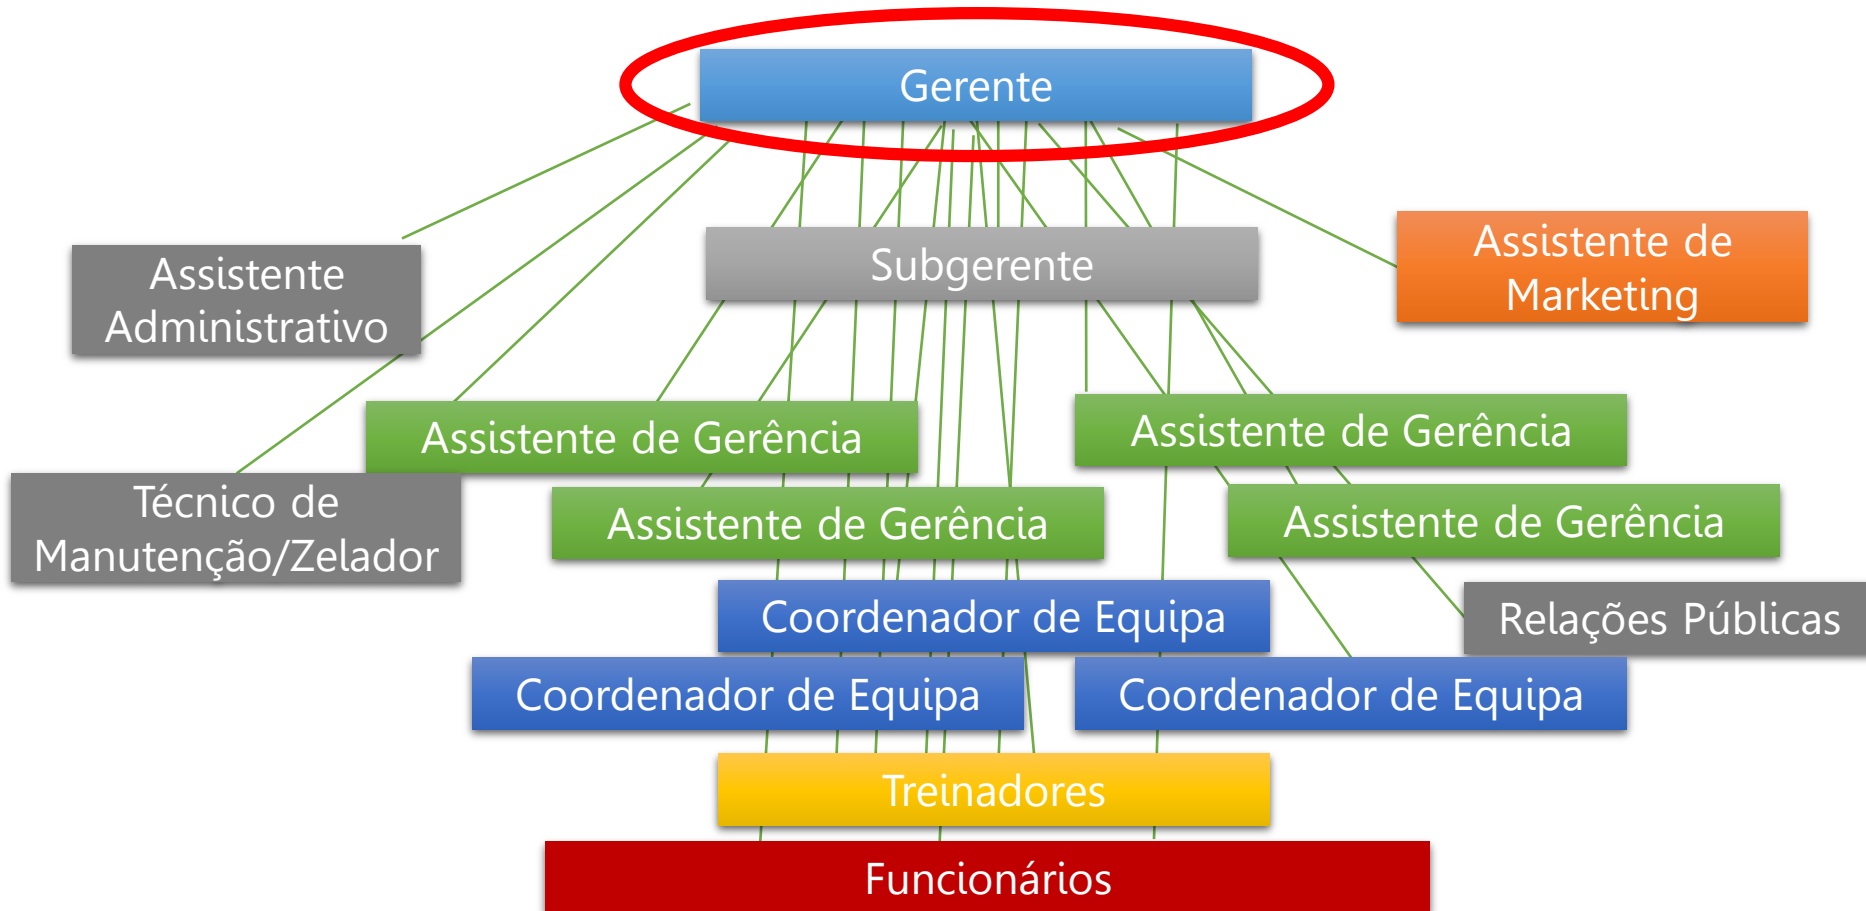 Gerente
Subgerente
Assistente de
Marketing
Assistente
Administrativo
Assistente de Gerência
Assistente de Gerência
Técnico de
Manutenção/Zelador
Assistente de Gerência
Assistente de Gerência
Coordenador de Equipa
Relações Públicas
Coordenador de Equipa
Coordenador de Equipa
Treinadores
Funcionários